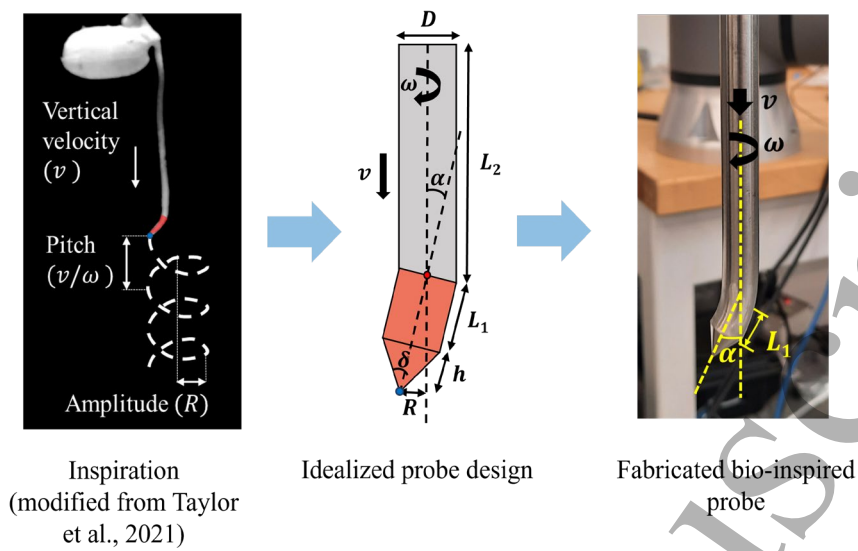 Vertical
velocity
(v)
Pitch
(v/ω)
Amplitude (R)
D
ω
v
α
L₂
L₁
δ
h
R
v
ω
L₁
α
Inspiration
(modified from Taylor
et al., 2021)
Idealized probe design
Fabricated bio-inspired
probe